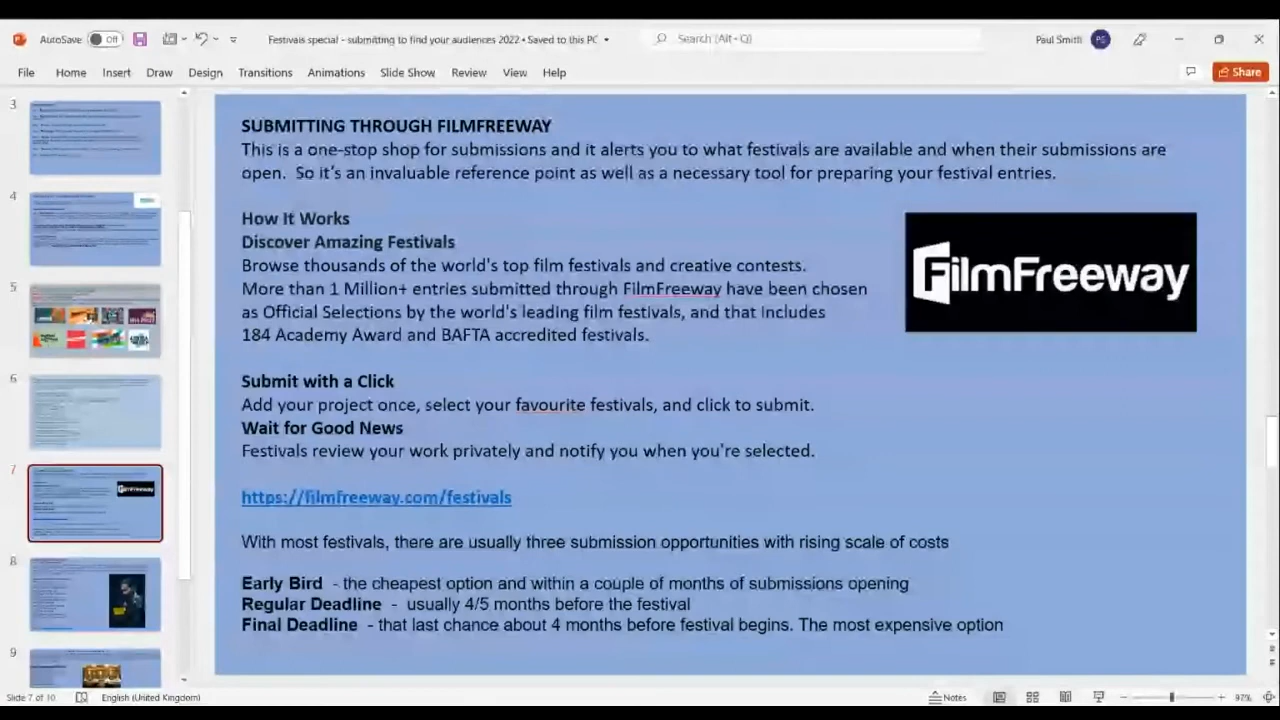 AutoSave Off Festivals special - submitting to find your audiences 2022 • Saved to this PC Search (Alt+Q) Paul Smith PS
File Home Insert Draw Design Transitions Animations Slide Show Review View Help Share
3
4
5
6
7
8
9
SUBMITTING THROUGH FILMFREEWAY
This is a one-stop shop for submissions and it alerts you to what festivals are available and when their submissions are
open. So it's an invaluable reference point as well as a necessary tool for preparing your festival entries.
How It Works
Discover Amazing Festivals
Browse thousands of the world's top film festivals and creative contests.
More than 1 Million+ entries submitted through FilmFreeway have been chosen
as Official Selections by the world's leading film festivals, and that includes
184 Academy Award and BAFTA accredited festivals.
FilmFreeway
Submit with a Click
Add your project once, select your favourite festivals, and click to submit.
Wait for Good News
Festivals review your work privately and notify you when you're selected.
https://filmfreeway.com/festivals
With most festivals, there are usually three submission opportunities with rising scale of costs
Early Bird - the cheapest option and within a couple of months of submissions opening
Regular Deadline - usually 4/5 months before the festival
Final Deadline - that last chance about 4 months before festival begins. The most expensive option
Slide 7 of 10 English (United Kingdom) Notes 97%